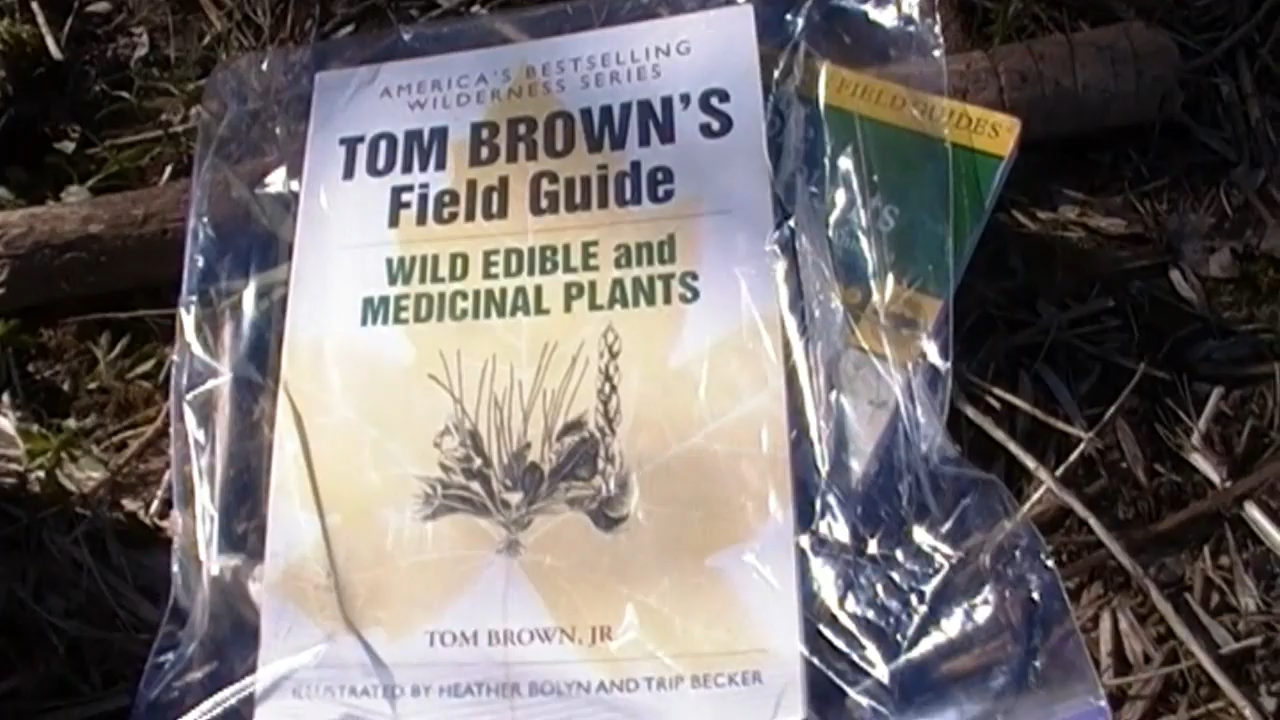 AMERICA'S BESTSELLING
WILDERNESS SERIES
TOM BROWN'S
Field Guide
WILD EDIBLE and
MEDICINAL PLANTS
TOM BROWN, JR
ILLUSTRATED BY HEATHER BOLYN AND TRIP BECKER
FIELD GUIDES